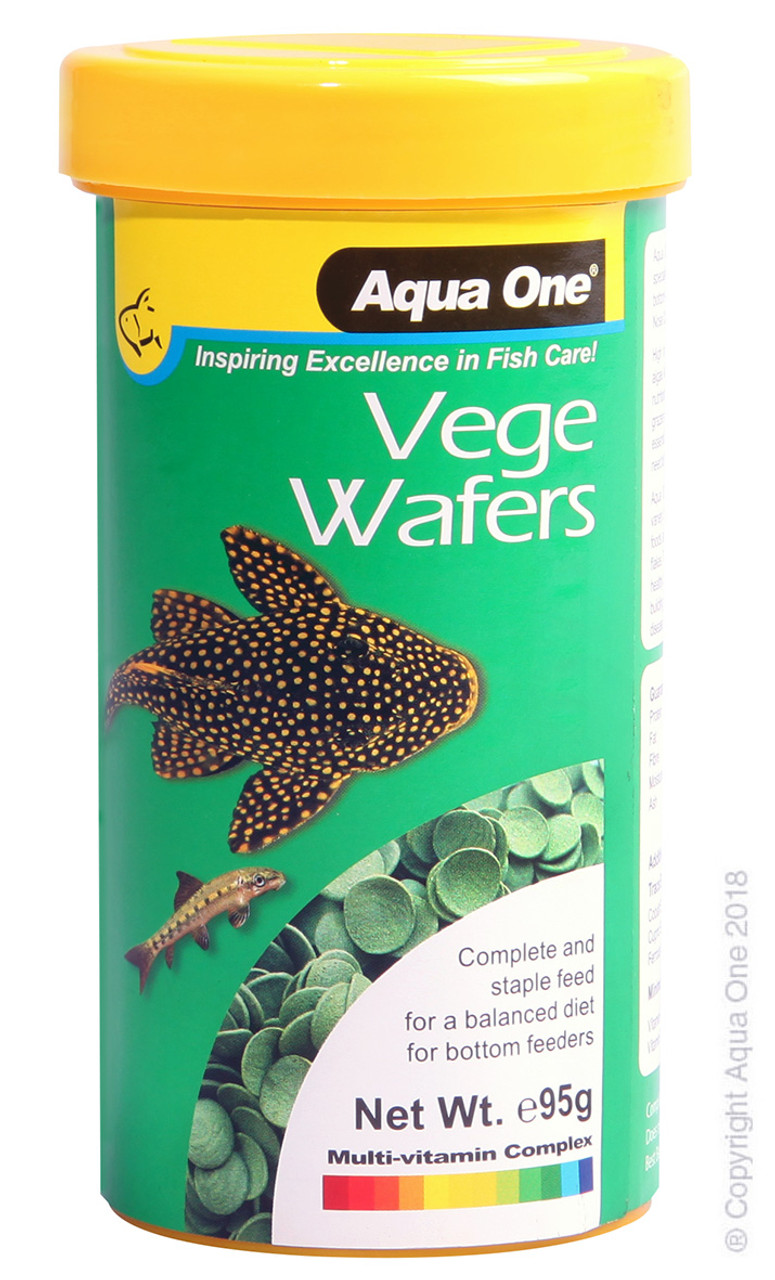 Aqua One®
Inspiring Excellence in Fish Care!
Vege
Wafers
Complete and
staple feed
for a balanced diet
for bottom feeders
Net Wt. e95g
Multi-vitamin Complex
® Copyright Aqua One 2018